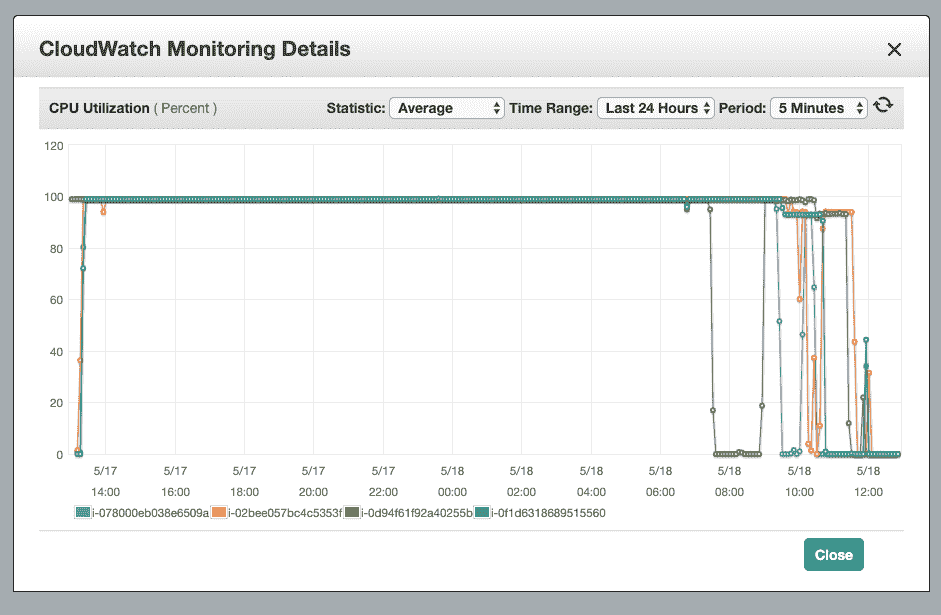 CloudWatch Monitoring Details
CPU Utilization ( Percent ) Statistic: Average Time Range: Last 24 Hours Period: 5 Minutes
120
100
80
60
40
20
0
5/17 5/17 5/17 5/17 5/17 5/18 5/18 5/18 5/18 5/18 5/18 5/18
14:00 16:00 18:00 20:00 22:00 00:00 02:00 04:00 06:00 08:00 10:00 12:00
i-078000eb038e6509a i-02bee057bc4c5353f i-0d94f61f92a40255b i-0f1d6318689515560
Close